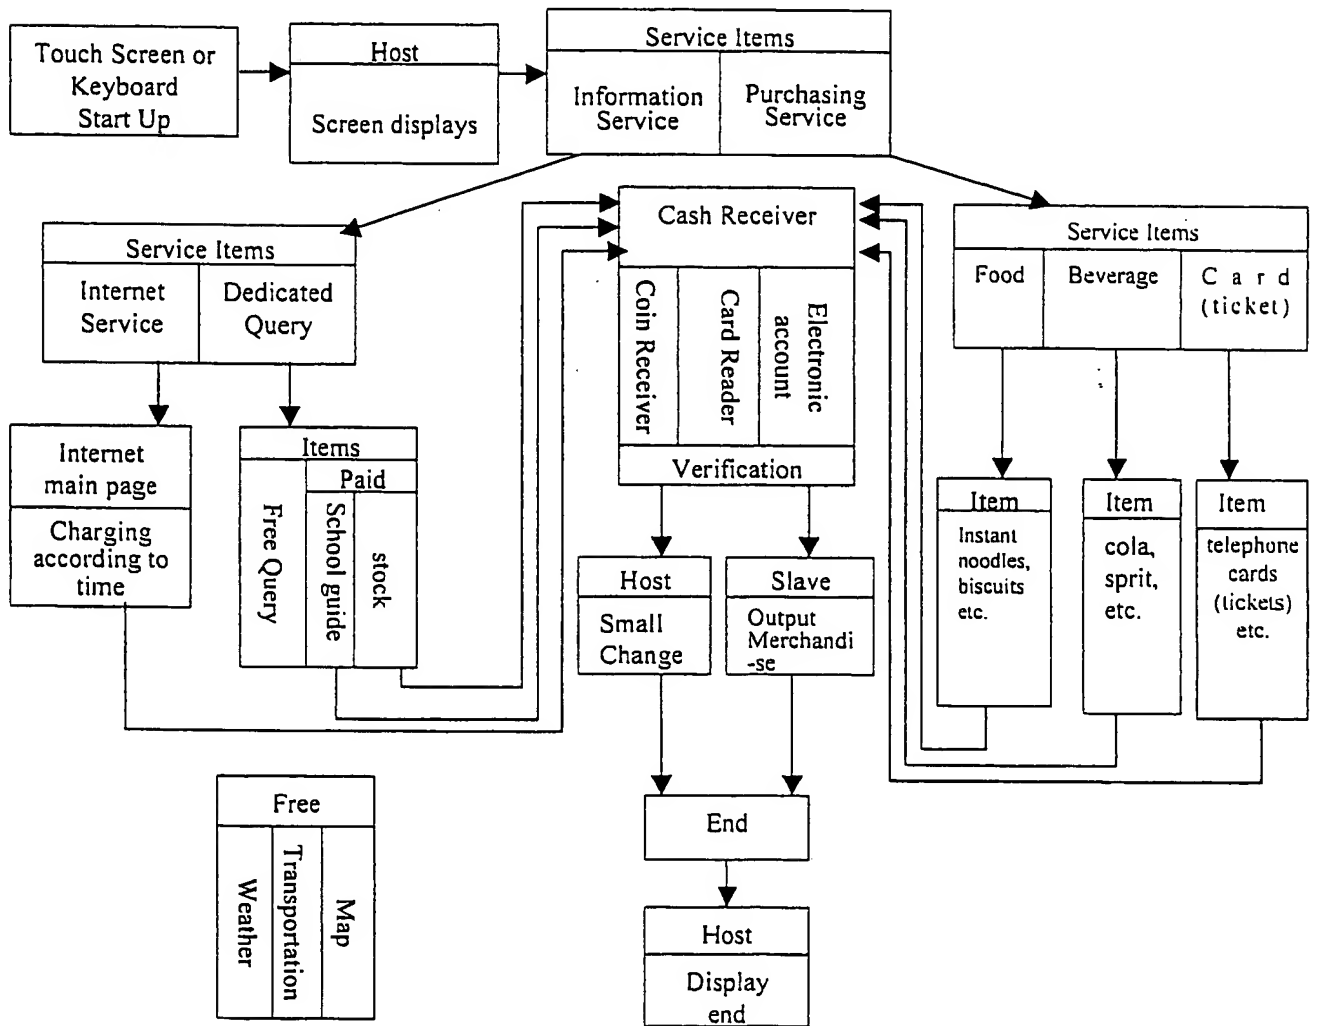 Touch Screen or
Keyboard
Start Up
Host
Screen displays
Service Items
Information
Service
Purchasing
Service
Service Items
Internet
Service
Dedicated
Query
Cash Receiver
Coin Receiver
Card Reader
Electronic
account
Verification
Service Items
Food
Beverage
C a r d
(ticket)
Internet
main page
Charging
according to
time
Items
Free Query
Paid
School guide
stock
Host
Small
Change
Slave
Output
Merchandi
-se
Item
Instant
noodles,
biscuits
etc.
Item
cola,
sprit,
etc.
Item
telephone
cards
(tickets)
etc.
Free
Weather
Transportation
Map
End
Host
Display
end